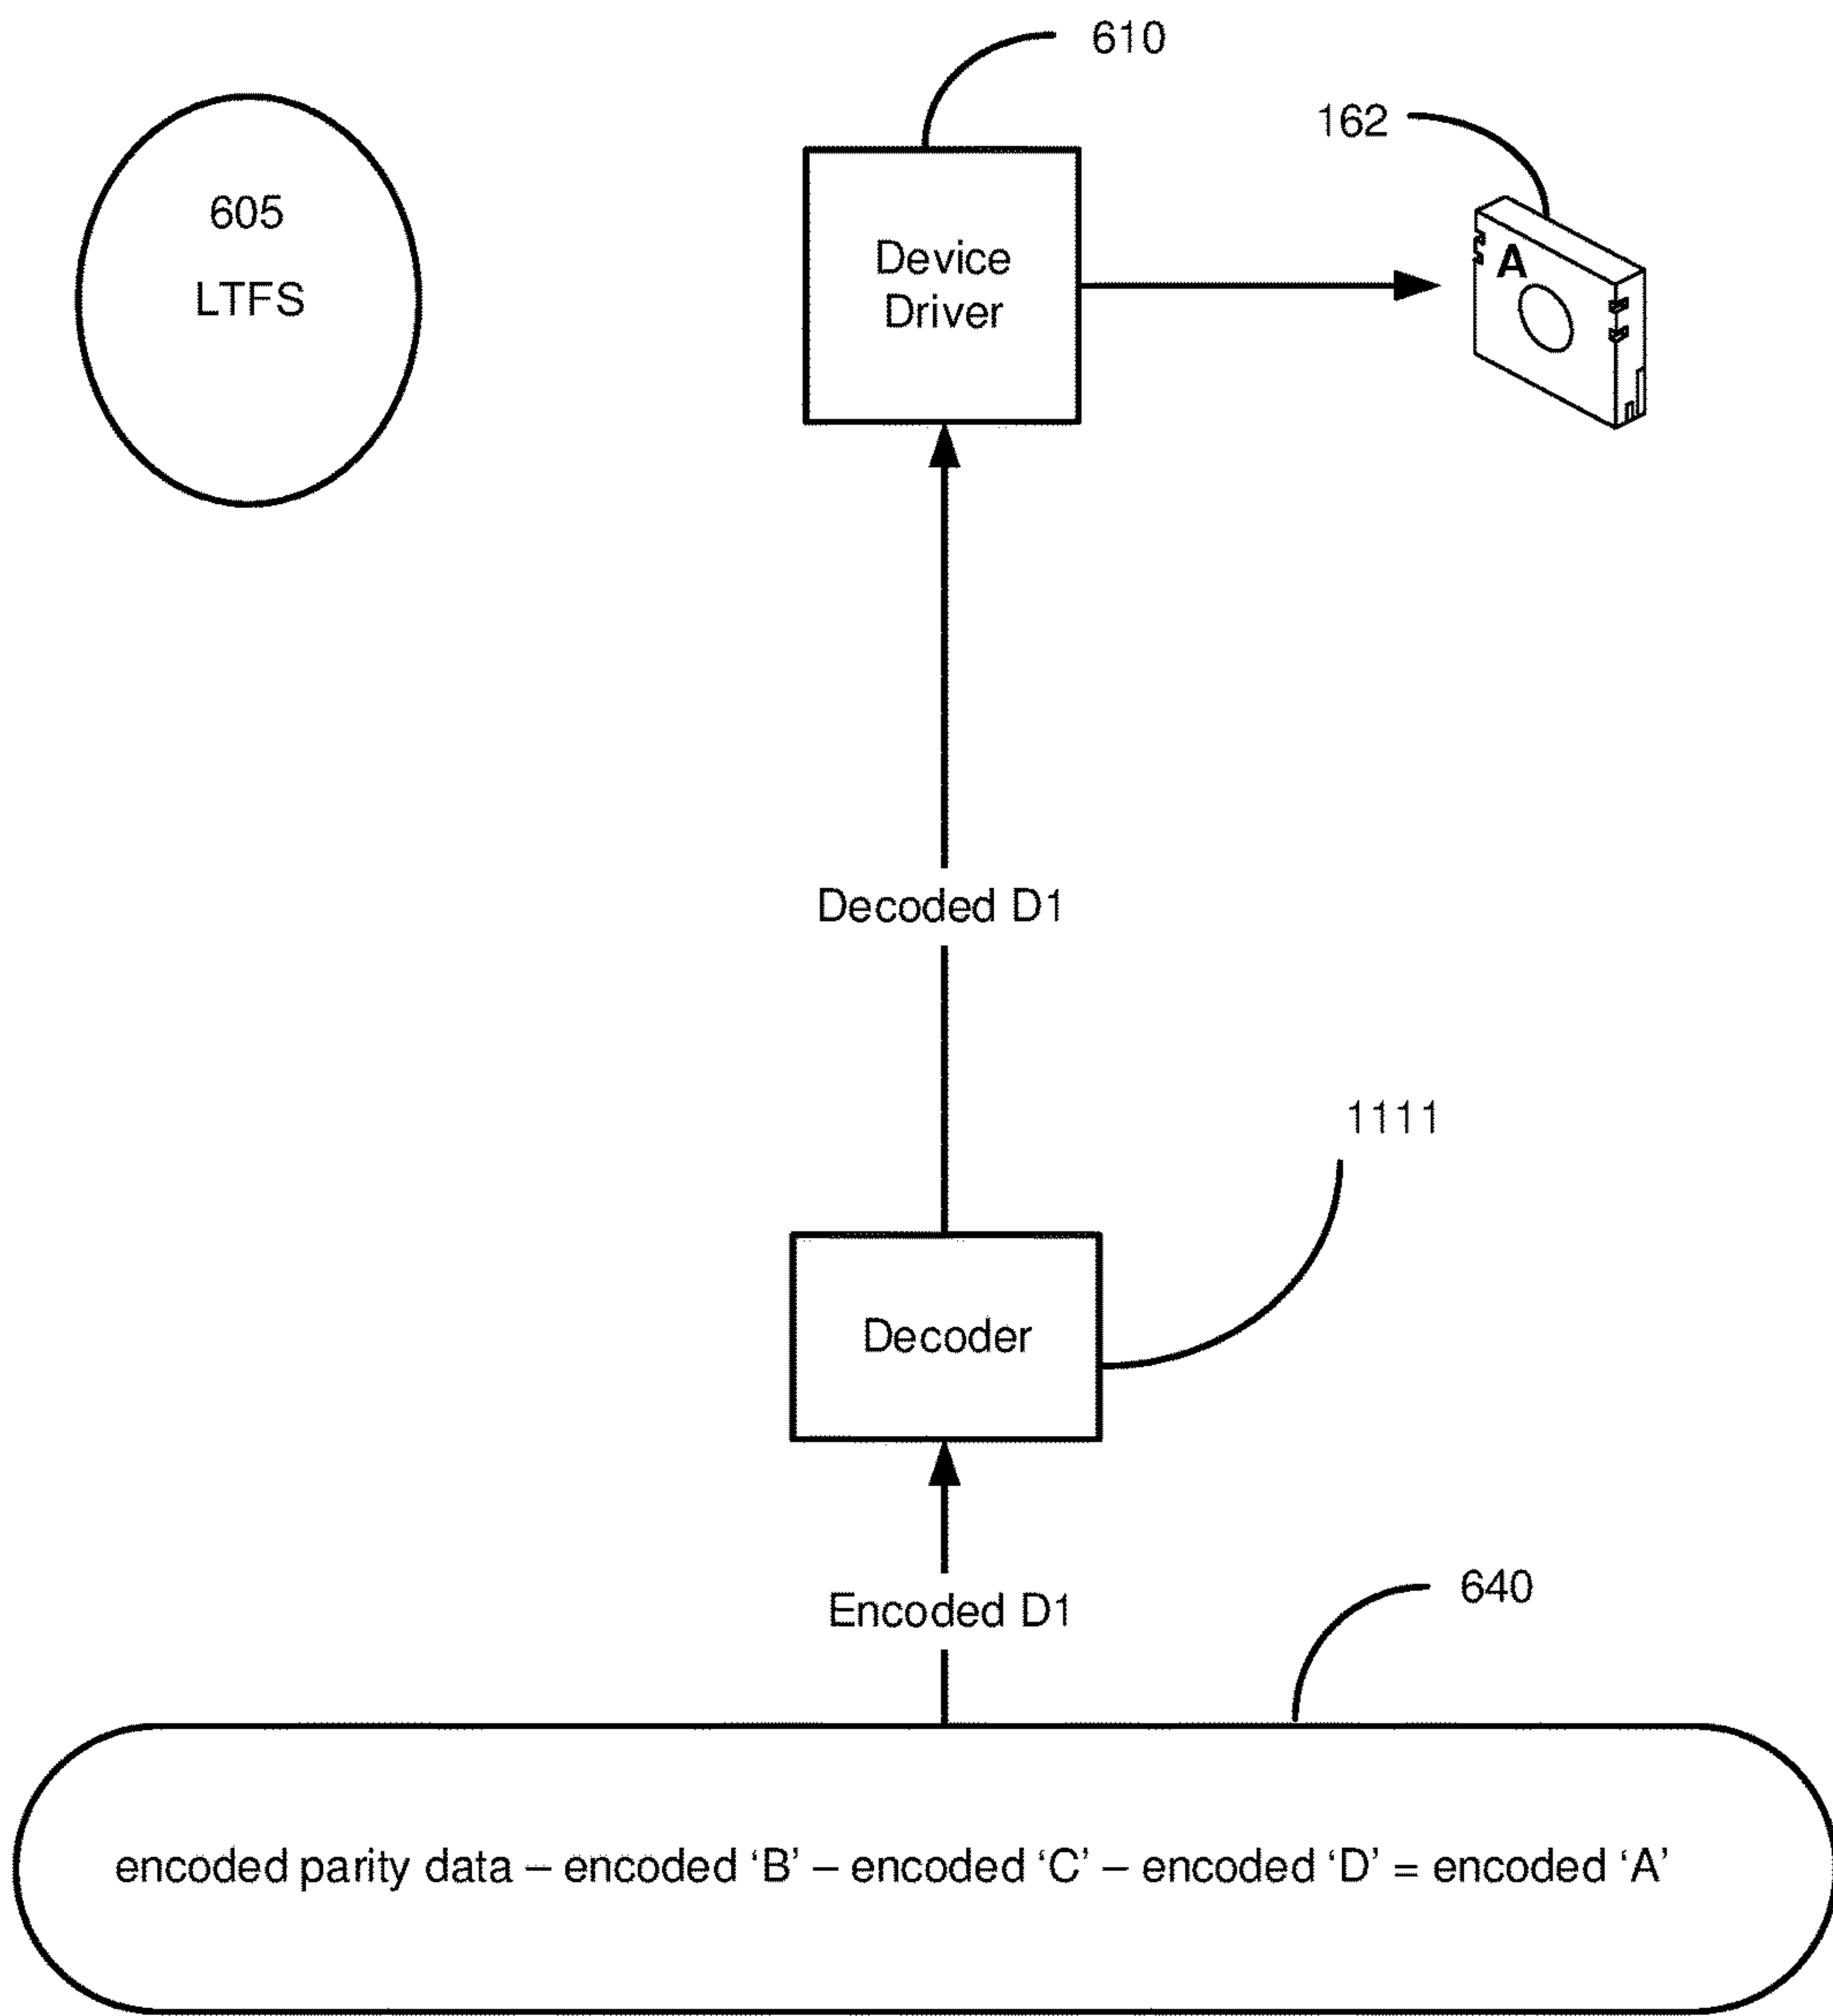 610
162
605
LTFS
Device
Driver
A
Decoded D1
1111
Decoder
Encoded D1
640
encoded parity data – encoded ‘B’ – encoded ‘C’ – encoded ‘D’ = encoded ‘A’